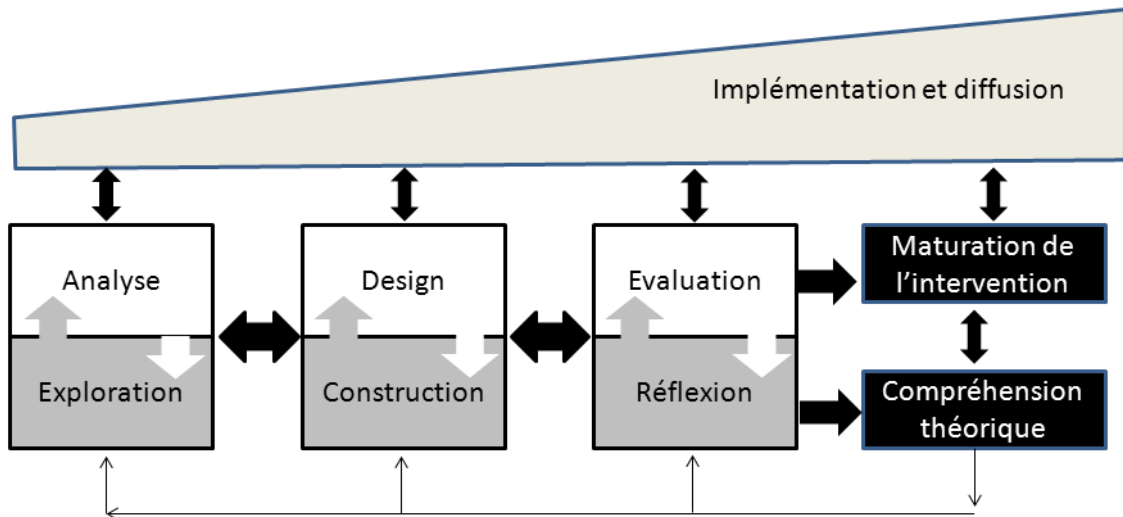 Implémentation et diffusion
Analyse
Design
Evaluation
Maturation de
l'intervention
Exploration
Construction
Réflexion
Compréhension
théorique